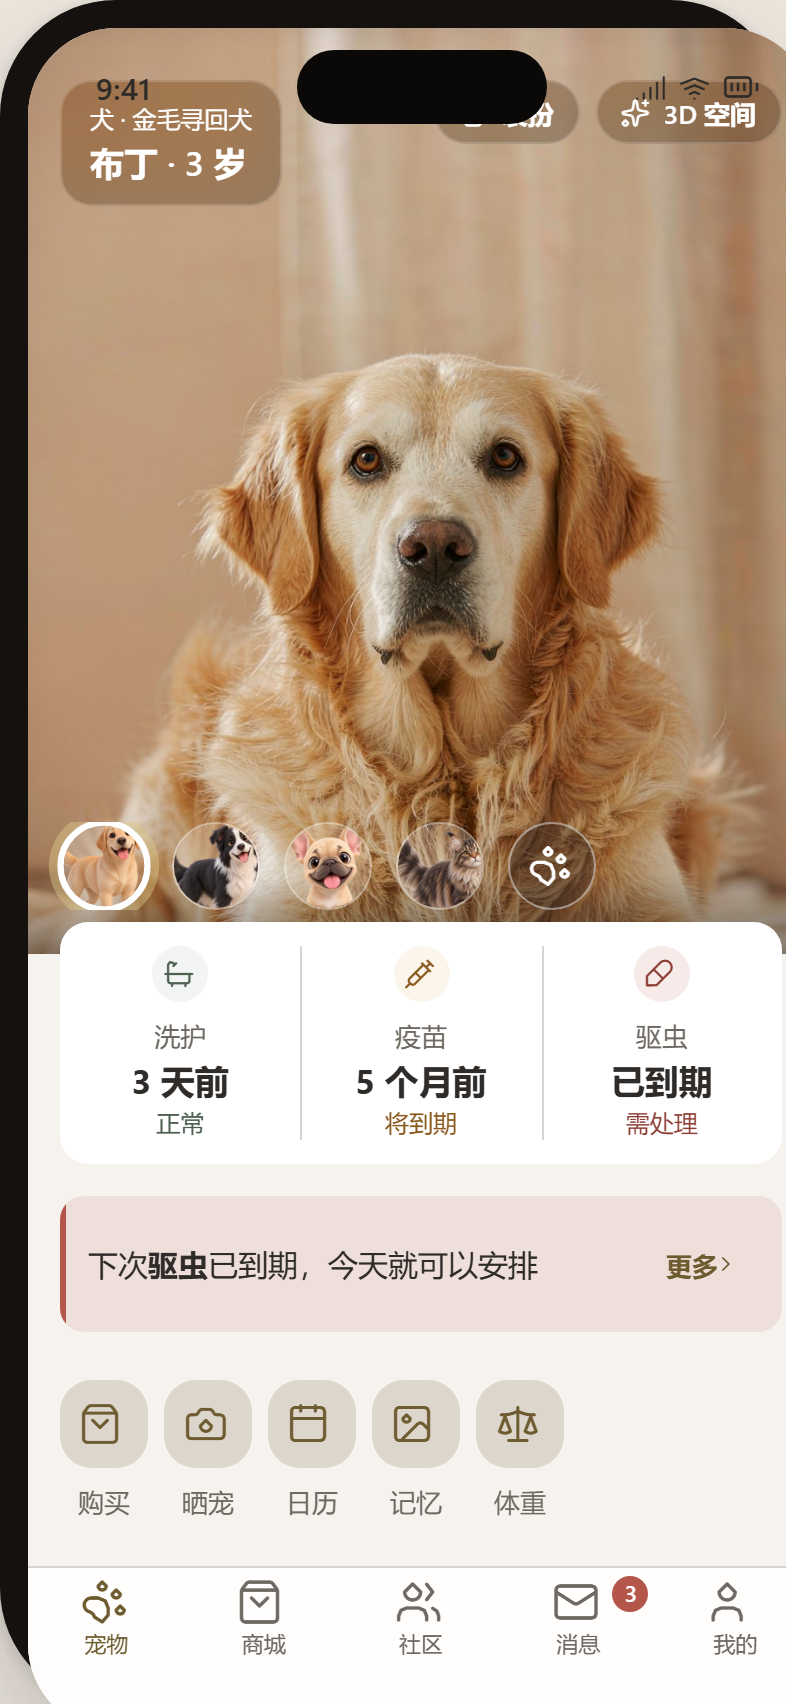 9:41
犬 · 金毛寻回犬
布丁 · 3 岁
扮
3D 空间
洗护
3 天前
正常
疫苗
5 个月前
将到期
驱虫
已到期
需处理
下次驱虫已到期，今天就可以安排
更多
购买
晒宠
日历
记忆
体重
宠物
商城
社区
消息
3
我的